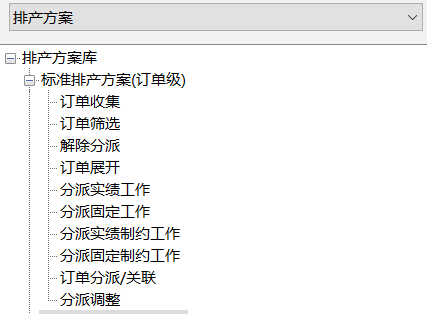 排产方案
排产方案库
标准排产方案(订单级)
订单收集
订单筛选
解除分派
订单展开
分派实绩工作
分派固定工作
分派实绩制约工作
分派固定制约工作
订单分派/关联
分派调整